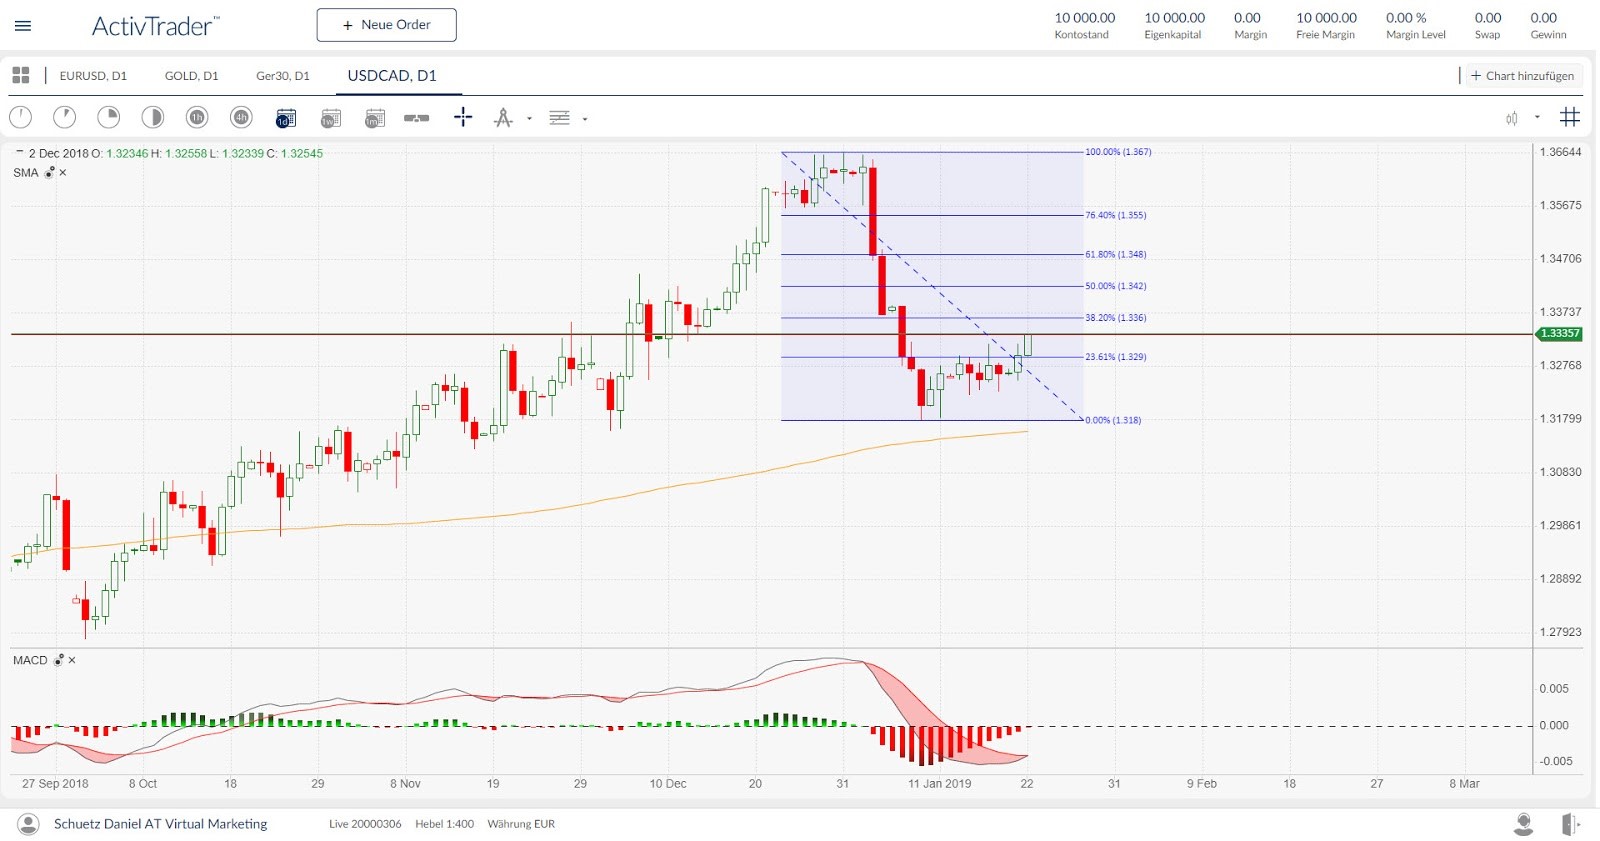 ActivTrader™
+ Neue Order
10 000.00 10 000.00 0.00 10 000.00 0.00 % 0.00 0.00
Kontostand Eigenkapital Margin Freie Margin Margin Level Swap Gewinn
EURUSD, D1 GOLD, D1 Ger30, D1 USDCAD, D1
+ Chart hinzufügen
1h 4h 1d 1w 1m
2 Dec 2018 O: 1.32346 H: 1.32558 L: 1.32339 C: 1.32545
SMA
100.00% (1.367)
76.40% (1.355)
61.80% (1.348)
50.00% (1.342)
38.20% (1.336)
23.61% (1.329)
0.00% (1.318)
1.36644
1.35675
1.34706
1.33737
1.33357
1.32768
1.31799
1.30830
1.29861
1.28892
1.27923
MACD
0.005
0.000
-0.005
27 Sep 2018 8 Oct 18 29 8 Nov 19 29 10 Dec 20 31 11 Jan 2019 22 31 9 Feb 18 27 8 Mar
Schuetz Daniel AT Virtual Marketing Live 20000306 Hebel 1:400 Währung EUR